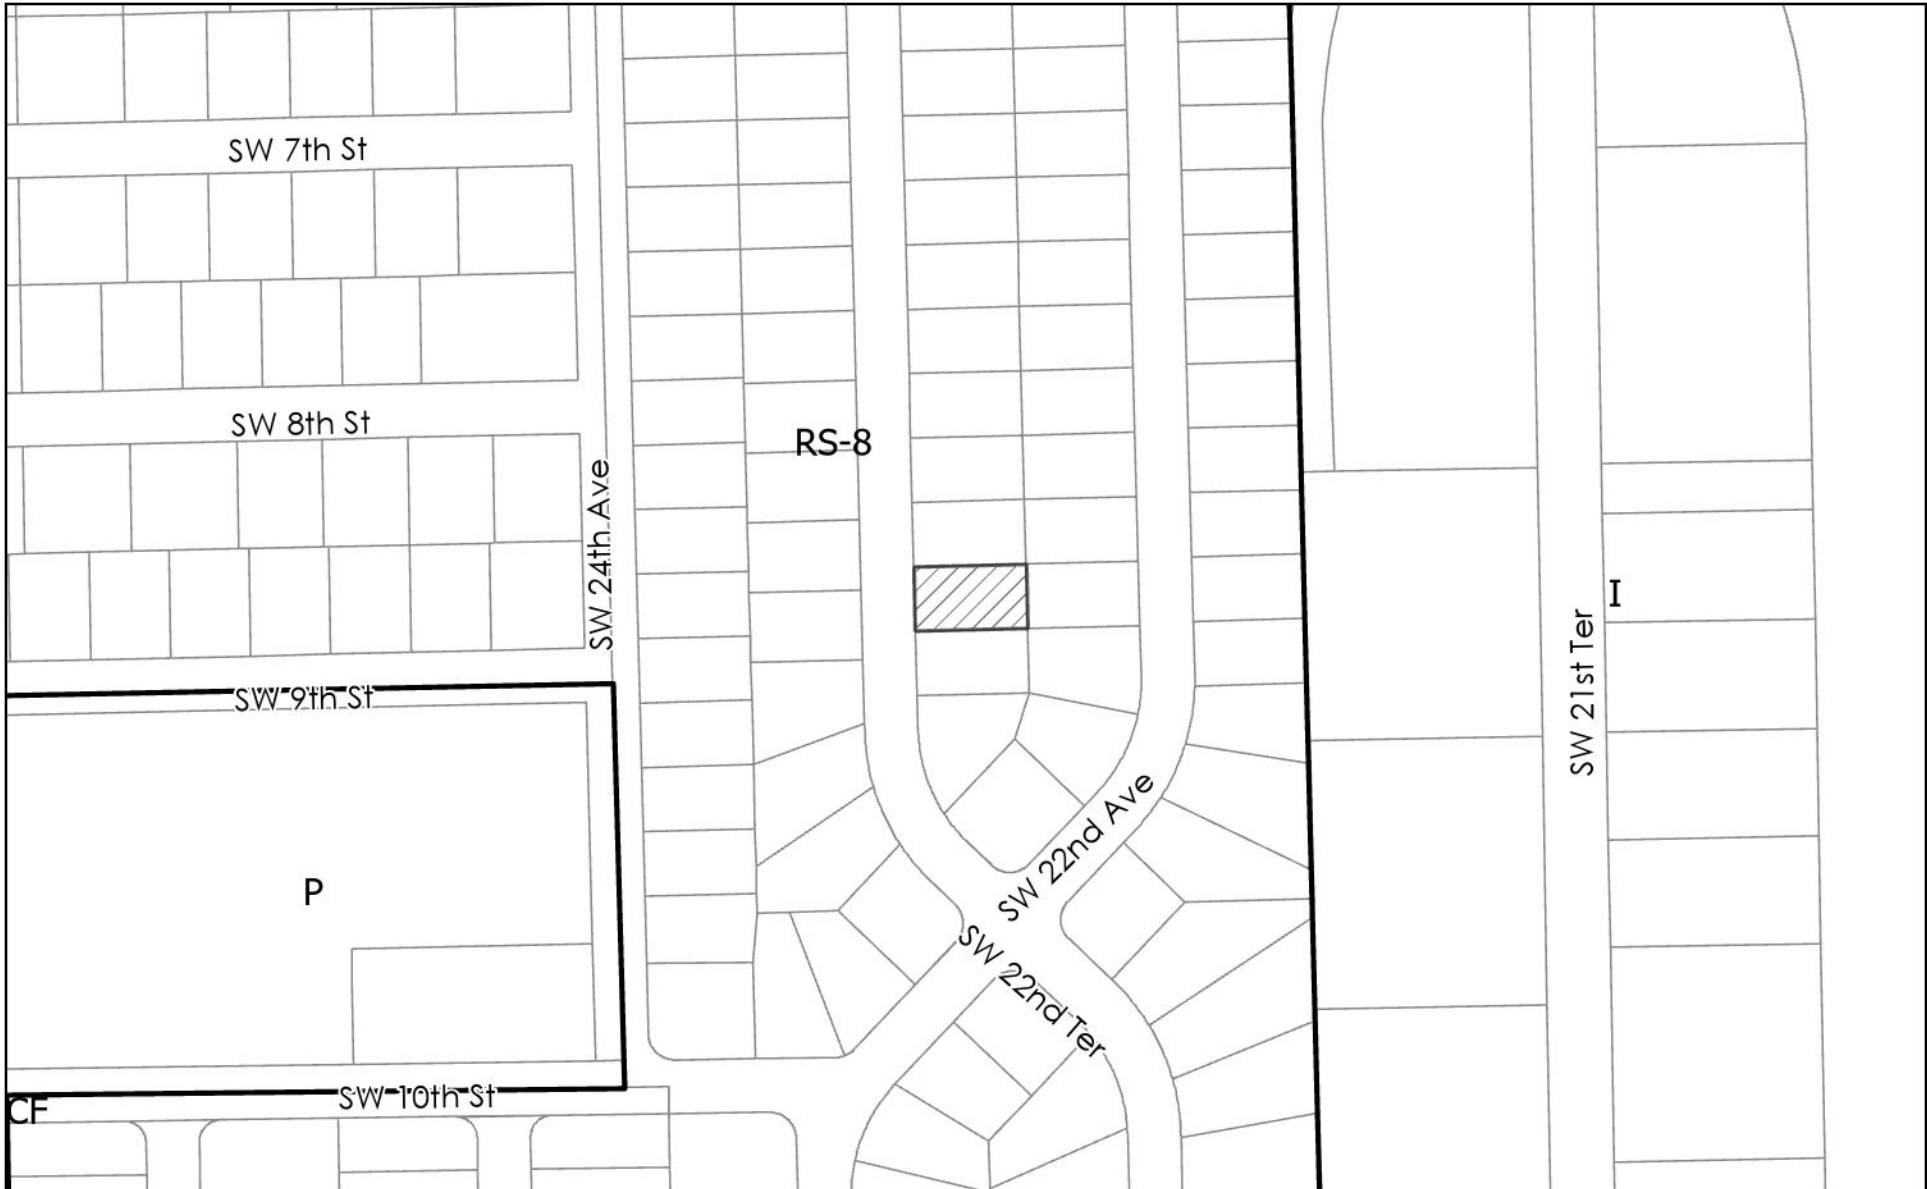 SW 7th St
SW 8th St
RS-8
SW 24th Ave
I
SW 21st Ter
SW 9th St
SW 22nd Ave
P
SW 22nd Ter
SW 10th St
CF